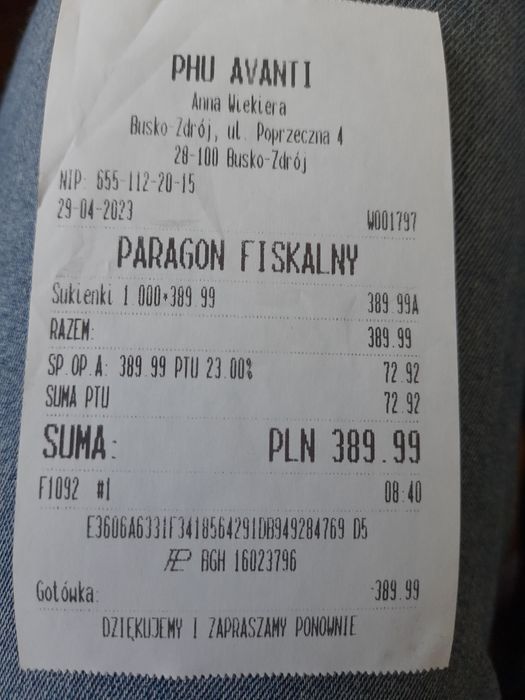 PHU AVANTI
Anna Wiekiera
Busko-Zdrój, ul. Poprzeczna 4
28-100 Busko-Zdrój
NIP: 655-112-20-15
29-04-2023 W001797
PARAGON FISKALNY
Sukienki 1.000*389.99 389.99A
RAZEM: 389.99
SP.OP.A: 389.99 PTU 23.00% 72.92
SUMA PTU 72.92
SUMA: PLN 389.99
F1092 #1 08:40
E3606A6331F3418564291DB949284769 D5
BGH 16023796
Gotówka: 389.99
DZIĘKUJEMY I ZAPRASZAMY PONOWNIE